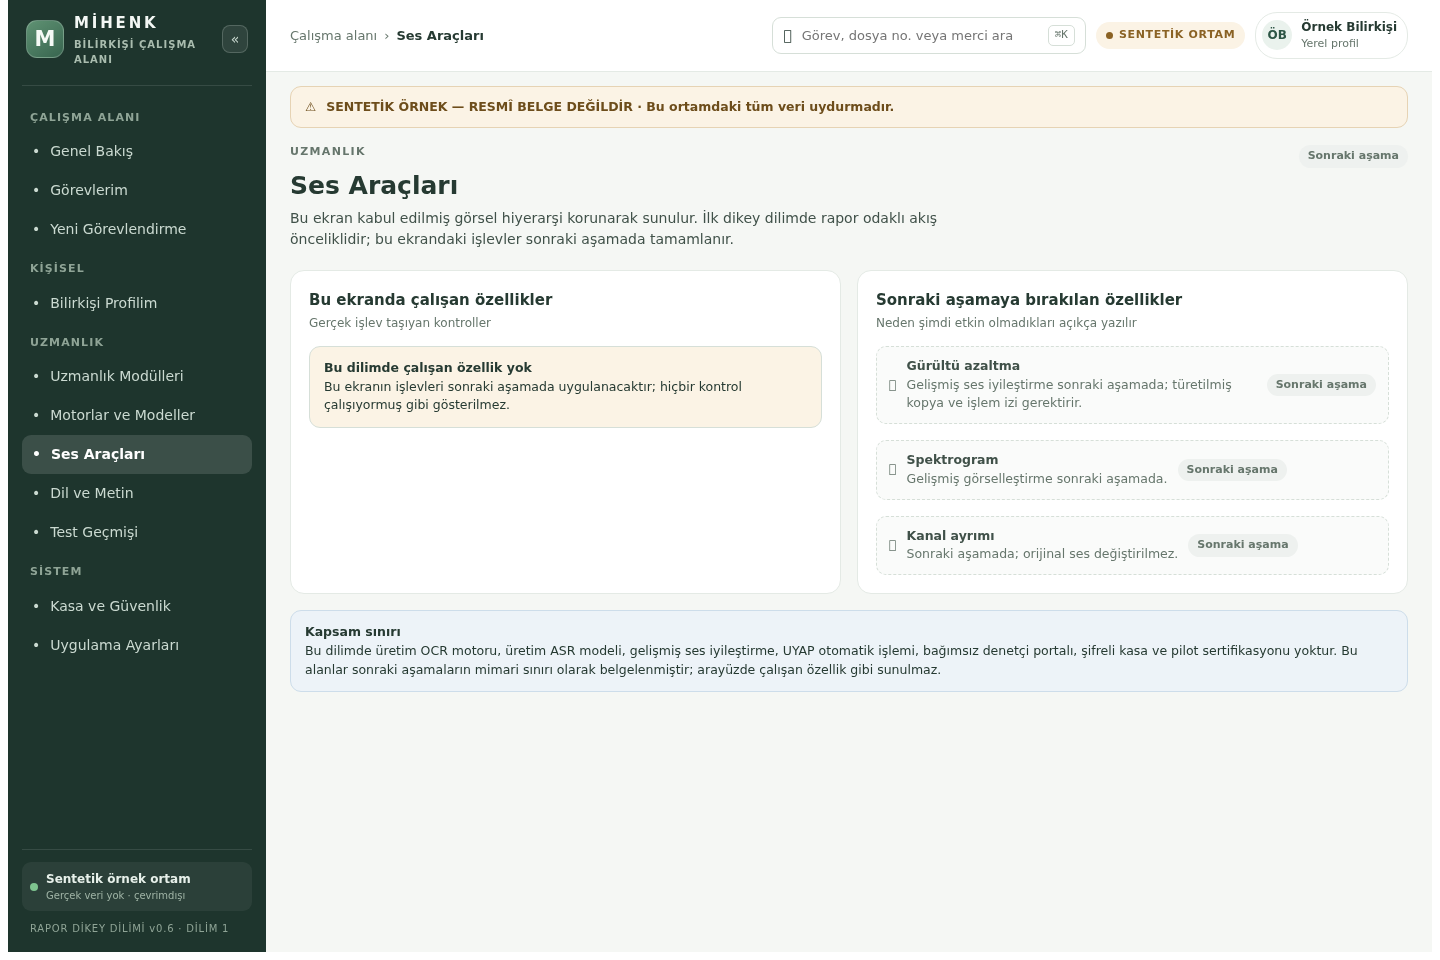 M
MİHENK
BİLİRKİŞİ ÇALIŞMA
ALANI
«
ÇALIŞMA ALANI
• Genel Bakış
• Görevlerim
• Yeni Görevlendirme
KİŞİSEL
• Bilirkişi Profilim
UZMANLIK
• Uzmanlık Modülleri
• Motorlar ve Modeller
• Ses Araçları
• Dil ve Metin
• Test Geçmişi
SİSTEM
• Kasa ve Güvenlik
• Uygulama Ayarları
Sentetik örnek ortam
Gerçek veri yok · çevrimdışı
RAPOR DİKEY DİLİMİ v0.6 · DİLİM 1
Çalışma alanı › Ses Araçları
Görev, dosya no. veya merci ara
⌘K
SENTETİK ORTAM
ÖB
Örnek Bilirkişi
Yerel profil
⚠ SENTETİK ÖRNEK — RESMÎ BELGE DEĞİLDİR · Bu ortamdaki tüm veri uydurmadır.
UZMANLIK
Sonraki aşama
Ses Araçları
Bu ekran kabul edilmiş görsel hiyerarşi korunarak sunulur. İlk dikey dilimde rapor odaklı akış
önceliklidir; bu ekrandaki işlevler sonraki aşamada tamamlanır.
Bu ekranda çalışan özellikler
Gerçek işlev taşıyan kontroller
Bu dilimde çalışan özellik yok
Bu ekranın işlevleri sonraki aşamada uygulanacaktır; hiçbir kontrol
çalışıyormuş gibi gösterilmez.
Sonraki aşamaya bırakılan özellikler
Neden şimdi etkin olmadıkları açıkça yazılır
Gürültü azaltma
Gelişmiş ses iyileştirme sonraki aşamada; türetilmiş
kopya ve işlem izi gerektirir.
Sonraki aşama
Spektrogram
Gelişmiş görselleştirme sonraki aşamada.
Sonraki aşama
Kanal ayrımı
Sonraki aşamada; orijinal ses değiştirilmez.
Sonraki aşama
Kapsam sınırı
Bu dilimde üretim OCR motoru, üretim ASR modeli, gelişmiş ses iyileştirme, UYAP otomatik işlemi, bağımsız denetçi portalı, şifreli kasa ve pilot sertifikasyonu yoktur. Bu
alanlar sonraki aşamaların mimari sınırı olarak belgelenmiştir; arayüzde çalışan özellik gibi sunulmaz.